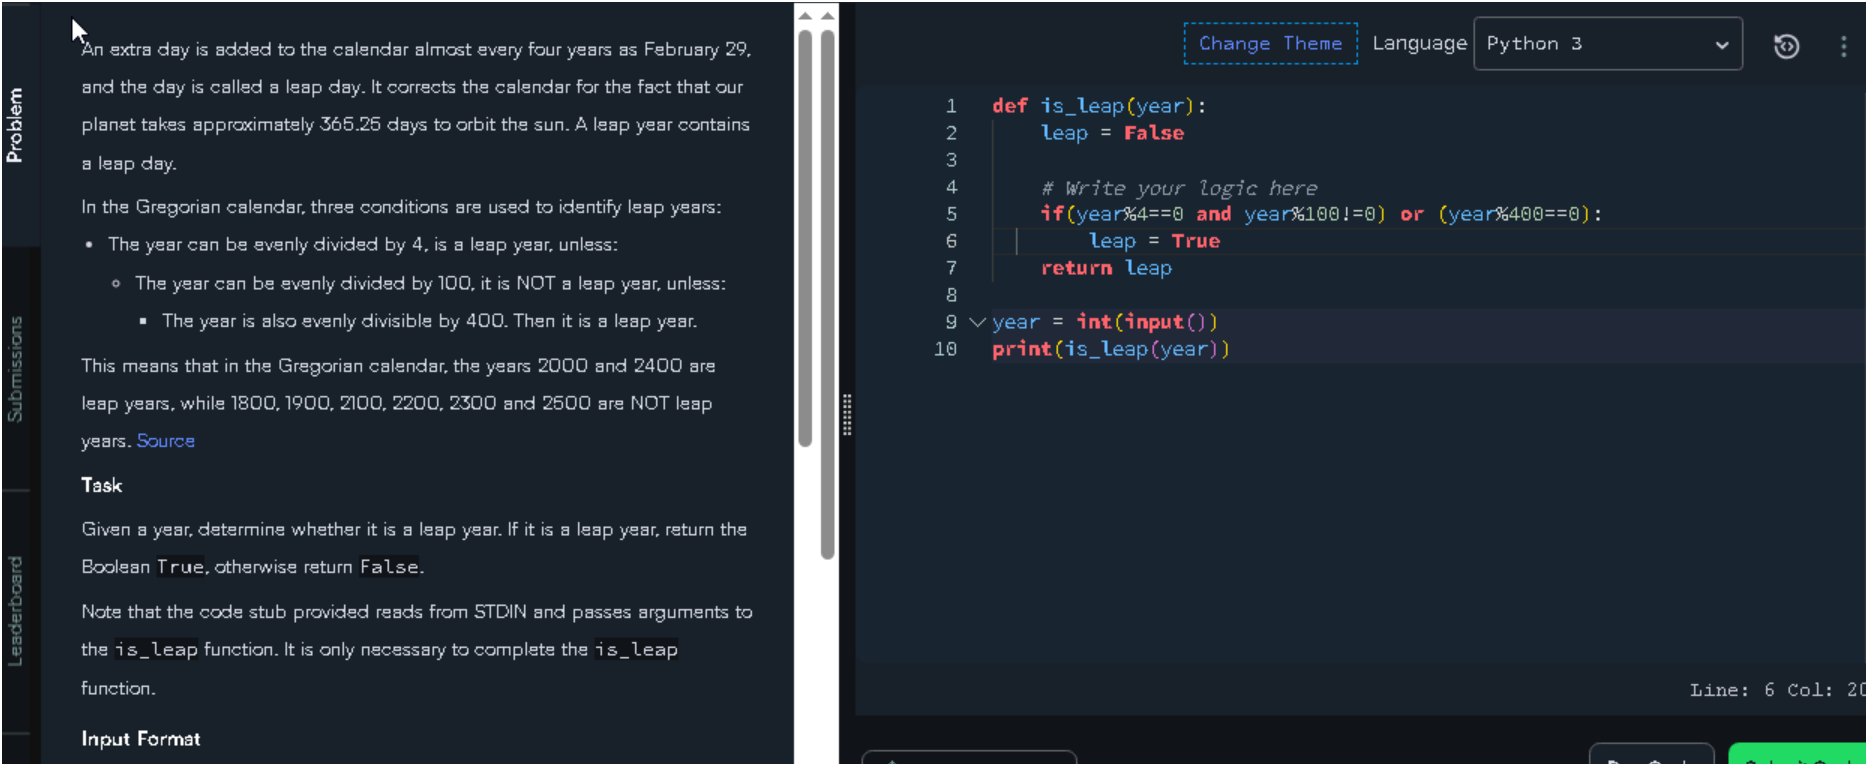 Problem
Submissions
Leaderboard
An extra day is added to the calendar almost every four years as February 29,
and the day is called a leap day. It corrects the calendar for the fact that our
planet takes approximately 365.25 days to orbit the sun. A leap year contains
a leap day.
In the Gregorian calendar, three conditions are used to identify leap years:
• The year can be evenly divided by 4, is a leap year, unless:
◦ The year can be evenly divided by 100, it is NOT a leap year, unless:
▪ The year is also evenly divisible by 400. Then it is a leap year.
This means that in the Gregorian calendar, the years 2000 and 2400 are
leap years, while 1800, 1900, 2100, 2200, 2300 and 2500 are NOT leap
years. Source
Task
Given a year, determine whether it is a leap year. If it is a leap year, return the
Boolean True, otherwise return False.
Note that the code stub provided reads from STDIN and passes arguments to
the is_leap function. It is only necessary to complete the is_leap
function.
Input Format
Change Theme Language Python 3
1 def is_leap(year):
2     leap = False
3
4     # Write your logic here
5     if(year%4==0 and year%100!=0) or (year%400==0):
6         leap = True
7     return leap
8
9 year = int(input())
10 print(is_leap(year))
Line: 6 Col: 20